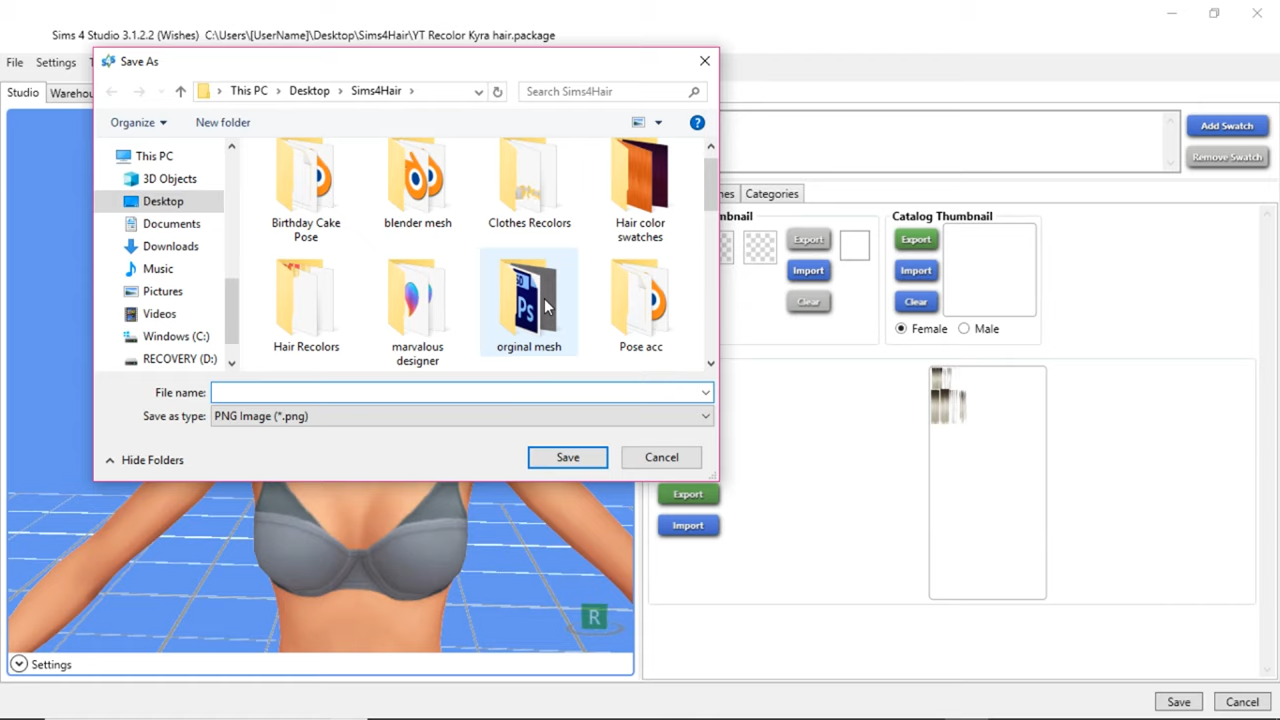 Sims 4 Studio 3.1.2.2 (Wishes) C:\Users\[UserName]\Desktop\Sims4Hair\YT Recolor Kyra hair.package
File Settings
Studio Warehou
Save As
This PC Desktop Sims4Hair
Search Sims4Hair
Organize New folder
This PC
3D Objects
Desktop
Documents
Downloads
Music
Pictures
Videos
Windows (C:)
RECOVERY (D:)
Birthday Cake
Pose
blender mesh
Clothes Recolors
Hair color
swatches
Hair Recolors
marvalous
designer
3D
Ps
orginal mesh
Pose acc
File name:
Save as type: PNG Image (*.png)
Hide Folders
Save Cancel
Add Swatch
Remove Swatch
Categories
Catalog Thumbnail
Export
Import
Clear
Export
Import
Clear
Female Male
Export
Import
R
Settings
Save Cancel